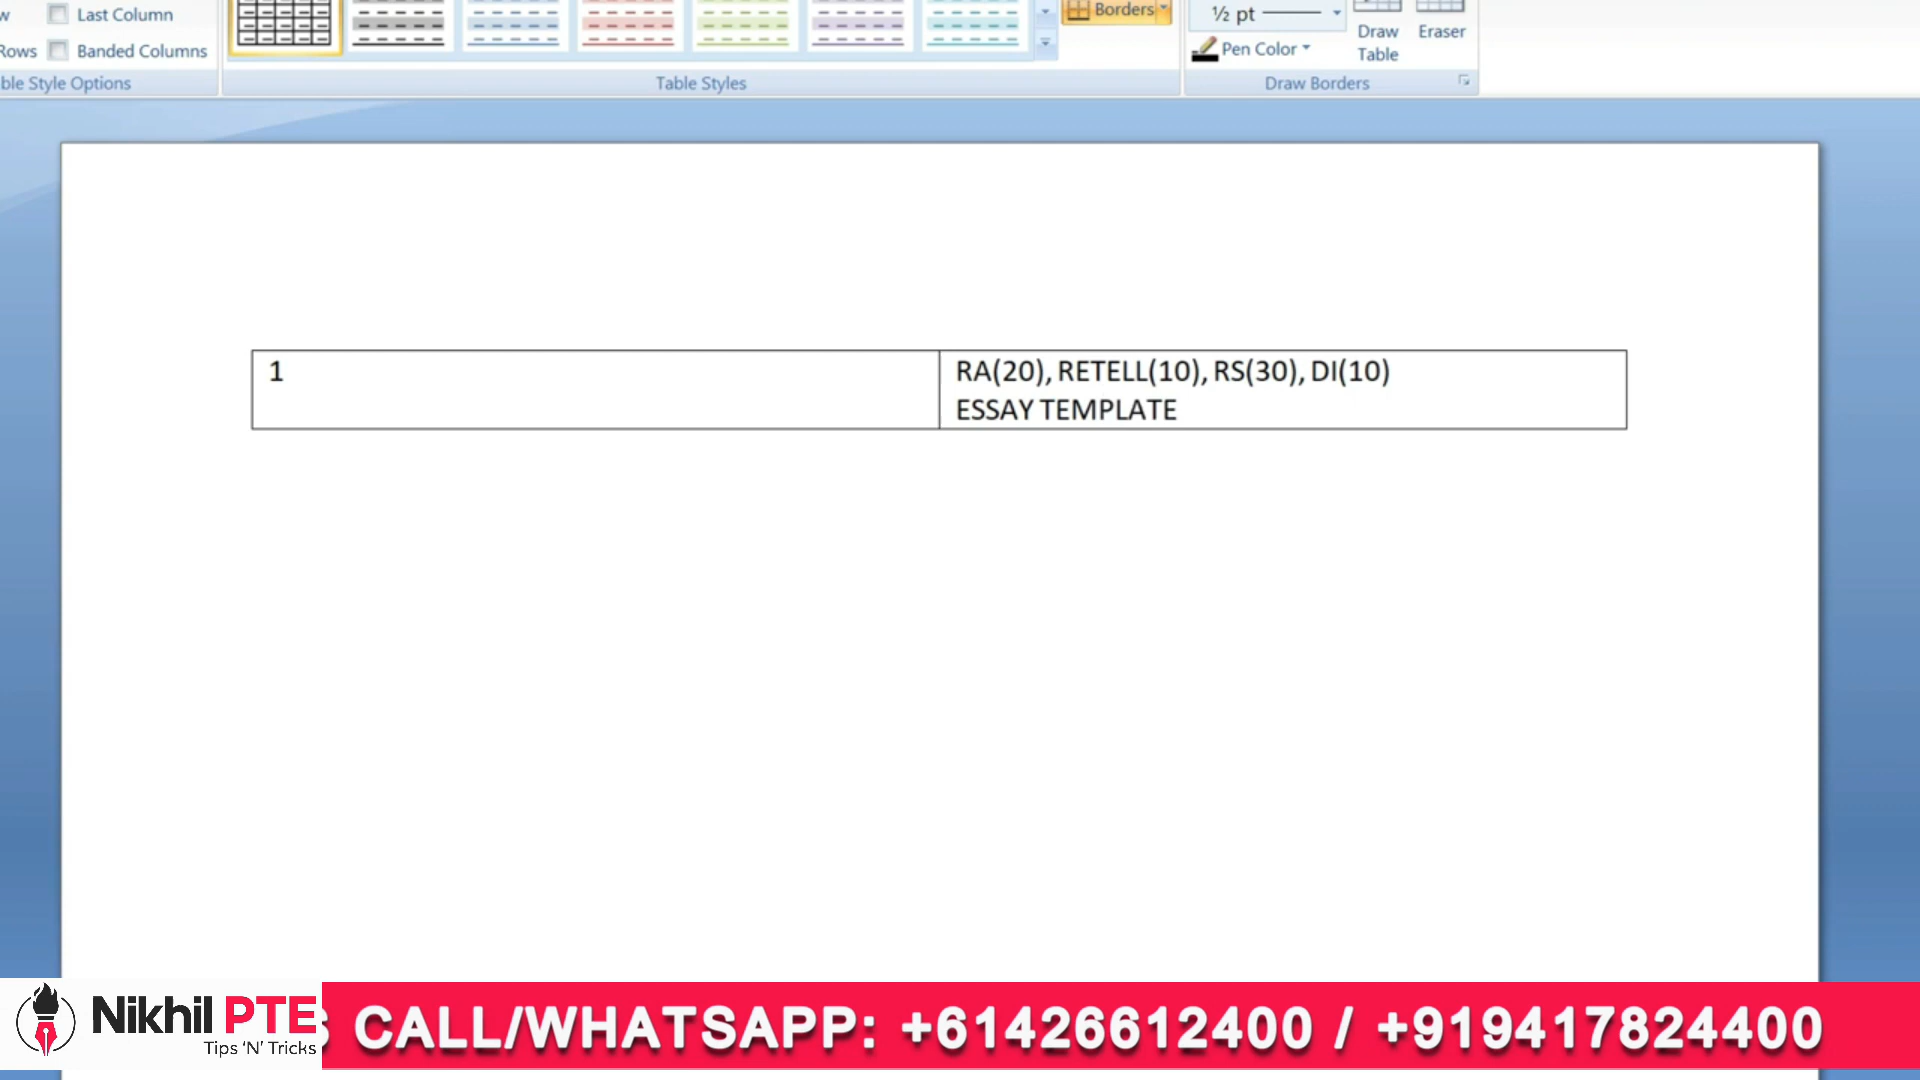 Last Column
Rows
Banded Columns
ble Style Options
Table Styles
Borders
½ pt
Pen Color
Draw
Table
Eraser
Draw Borders
1
RA(20), RETELL(10), RS(30), DI(10)
ESSAY TEMPLATE
Nikhil PTE
Tips 'N' Tricks
S CALL/WHATSAPP: +61426612400 / +919417824400